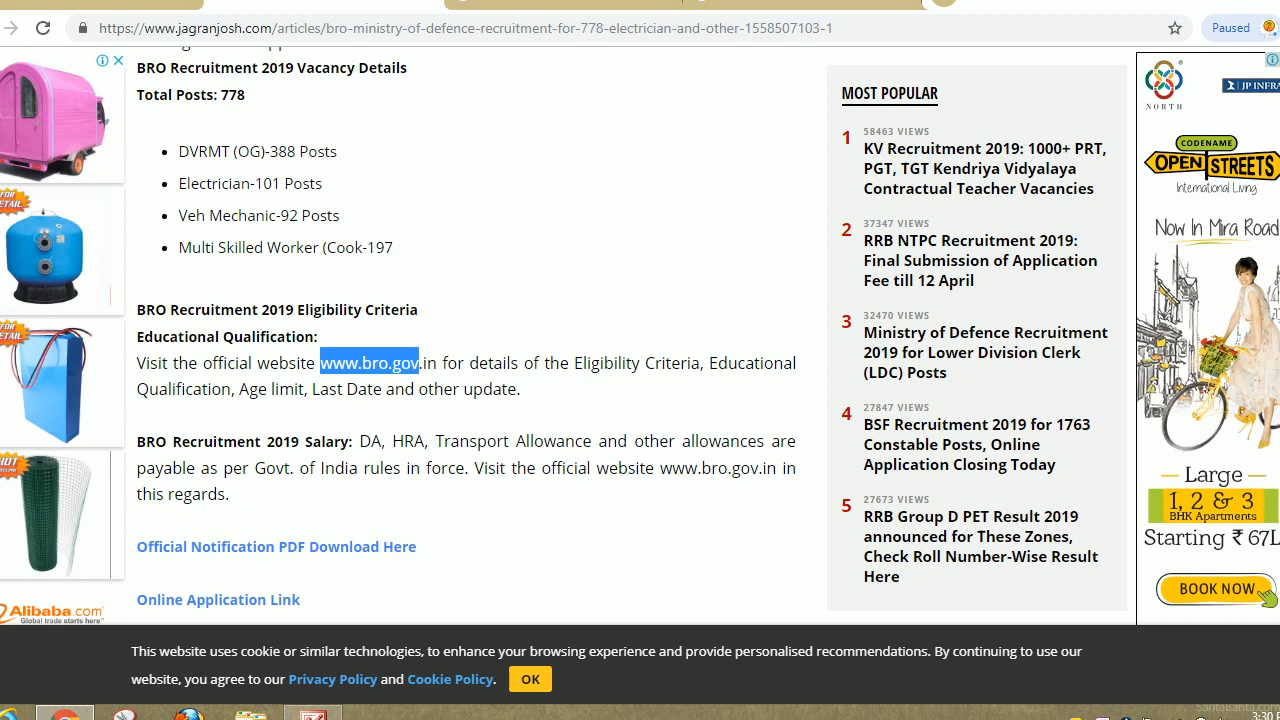 https://www.jagranjosh.com/articles/bro-ministry-of-defence-recruitment-for-778-electrician-and-other-1558507103-1
Paused
BRO Recruitment 2019 Vacancy Details
Total Posts: 778
DVRMT (OG)-388 Posts
Electrician-101 Posts
Veh Mechanic-92 Posts
Multi Skilled Worker (Cook-197
BRO Recruitment 2019 Eligibility Criteria
Educational Qualification:
Visit the official website www.bro.gov.in for details of the Eligibility Criteria, Educational
Qualification, Age limit, Last Date and other update.
BRO Recruitment 2019 Salary: DA, HRA, Transport Allowance and other allowances are
payable as per Govt. of India rules in force. Visit the official website www.bro.gov.in in
this regards.
Official Notification PDF Download Here
Online Application Link
MOST POPULAR
1
58463 VIEWS
KV Recruitment 2019: 1000+ PRT,
PGT, TGT Kendriya Vidyalaya
Contractual Teacher Vacancies
2
37347 VIEWS
RRB NTPC Recruitment 2019:
Final Submission of Application
Fee till 12 April
3
32470 VIEWS
Ministry of Defence Recruitment
2019 for Lower Division Clerk
(LDC) Posts
4
27847 VIEWS
BSF Recruitment 2019 for 1763
Constable Posts, Online
Application Closing Today
5
27673 VIEWS
RRB Group D PET Result 2019
announced for These Zones,
Check Roll Number-Wise Result
Here
FOR
ETAIL
FOR
ETAIL
HOT
Alibaba.com
Global trade starts here.™
NORTH
JP INFRA
CODENAME
OPEN STREETS
International Living
Now In Mira Road
Large
1, 2 & 3
BHK Apartments
Starting ₹ 67L
BOOK NOW
This website uses cookie or similar technologies, to enhance your browsing experience and provide personalised recommendations. By continuing to use our
website, you agree to our Privacy Policy and Cookie Policy.
OK
SantaBanta.com
3:30